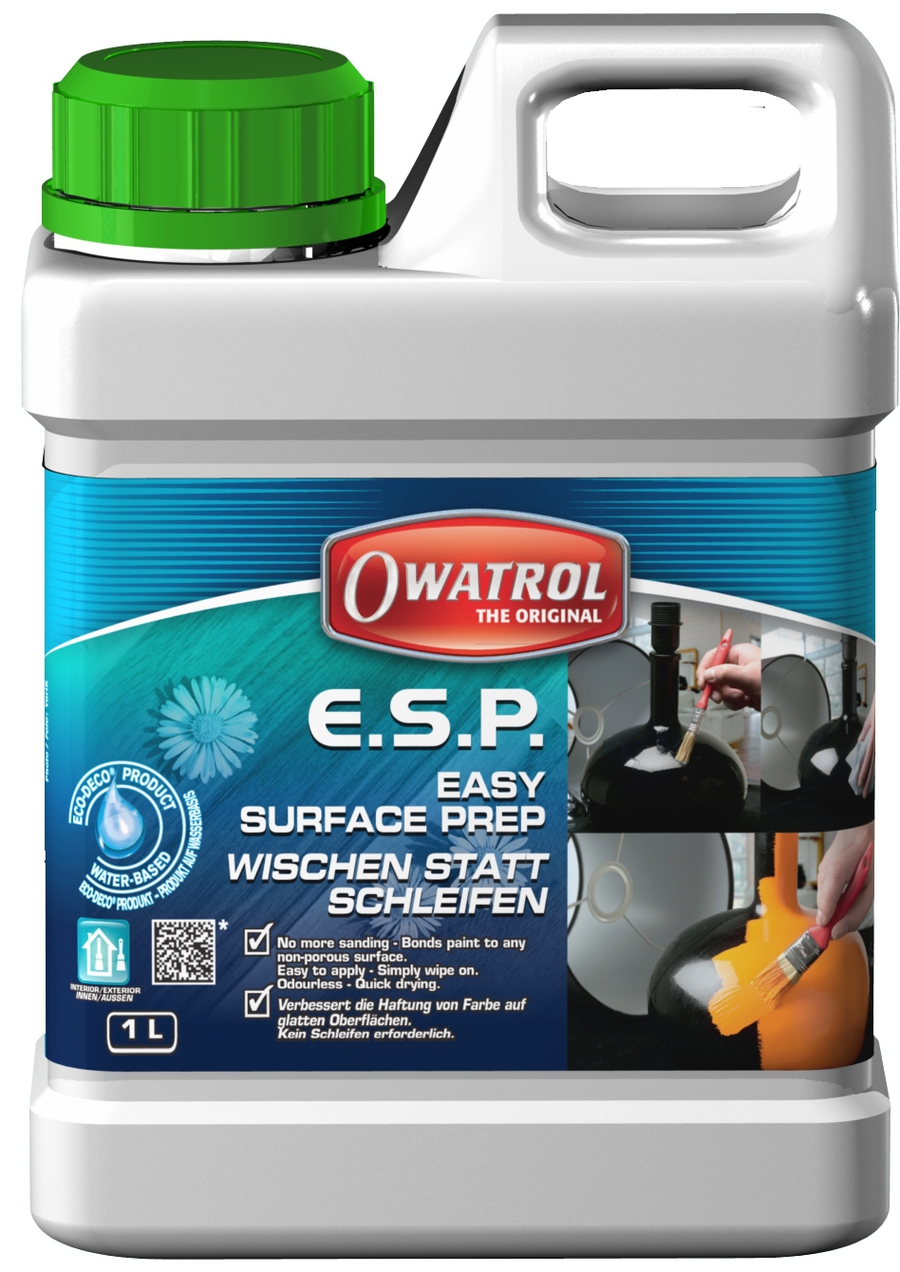 OWATROL
THE ORIGINAL
E.S.P.
EASY
SURFACE PREP
WISCHEN STATT
SCHLEIFEN
ECO-DECO® PRODUCT
WATER-BASED
ECO-DECO® PRODUKT - PRODUKT AUF WASSERBASIS
INTERIOR/EXTERIOR
INNEN/AUSSEN
*
1 L
No more sanding - Bonds paint to any
non-porous surface.
Easy to apply - Simply wipe on.
Odourless - Quick drying.
Verbessert die Haftung von Farbe auf
glatten Oberflächen.
Kein Schleifen erforderlich.